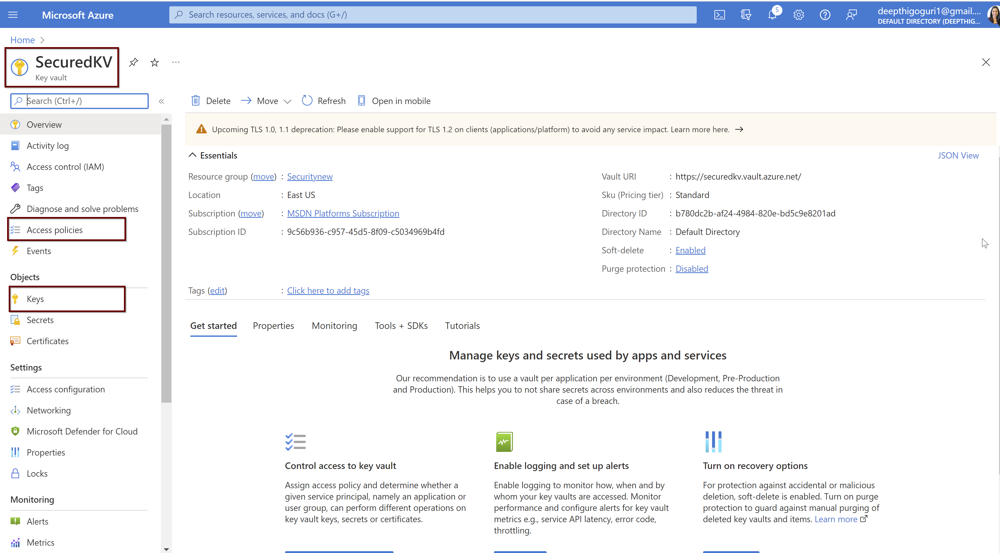 Microsoft Azure
Search resources, services, and docs (G+/)
5
deepthigoguri1@gmail....
DEFAULT DIRECTORY (DEEPTHIG...
Home
SecuredKV
Key vault
Search (Ctrl+/)
Delete
Move
Refresh
Open in mobile
Upcoming TLS 1.0, 1.1 deprecation: Please enable support for TLS 1.2 on clients (applications/platform) to avoid any service impact. Learn more here.
Overview
Activity log
Access control (IAM)
Tags
Diagnose and solve problems
Access policies
Events
Objects
Keys
Secrets
Certificates
Settings
Access configuration
Networking
Microsoft Defender for Cloud
Properties
Locks
Monitoring
Alerts
Metrics
Essentials
JSON View
Resource group (move) : Securitynew
Location : East US
Subscription (move) : MSDN Platforms Subscription
Subscription ID : 9c56b936-c957-45d5-8f09-c5034969b4fd
Vault URI : https://securedkv.vault.azure.net/
Sku (Pricing tier) : Standard
Directory ID : b780dc2b-af24-4984-820e-bd5c9e8201ad
Directory Name : Default Directory
Soft-delete : Enabled
Purge protection : Disabled
Tags (edit) : Click here to add tags
Get started Properties Monitoring Tools + SDKs Tutorials
Manage keys and secrets used by apps and services
Our recommendation is to use a vault per application per environment (Development, Pre-Production
and Production). This helps you to not share secrets across environments and also reduces the threat in
case of a breach.
Control access to key vault
Assign access policy and determine whether a
given service principal, namely an application or
user group, can perform different operations on
key vault keys, secrets or certificates.
Enable logging and set up alerts
Enable logging to monitor how, when and by
whom your key vaults are accessed. Monitor
performance and configure alerts for key vault
metrics e.g., service API latency, error code,
throttling.
Turn on recovery options
For protection against accidental or malicious
deletion, soft-delete is enabled. Turn on purge
protection to guard against manual purging of
deleted key vaults and items. Learn more